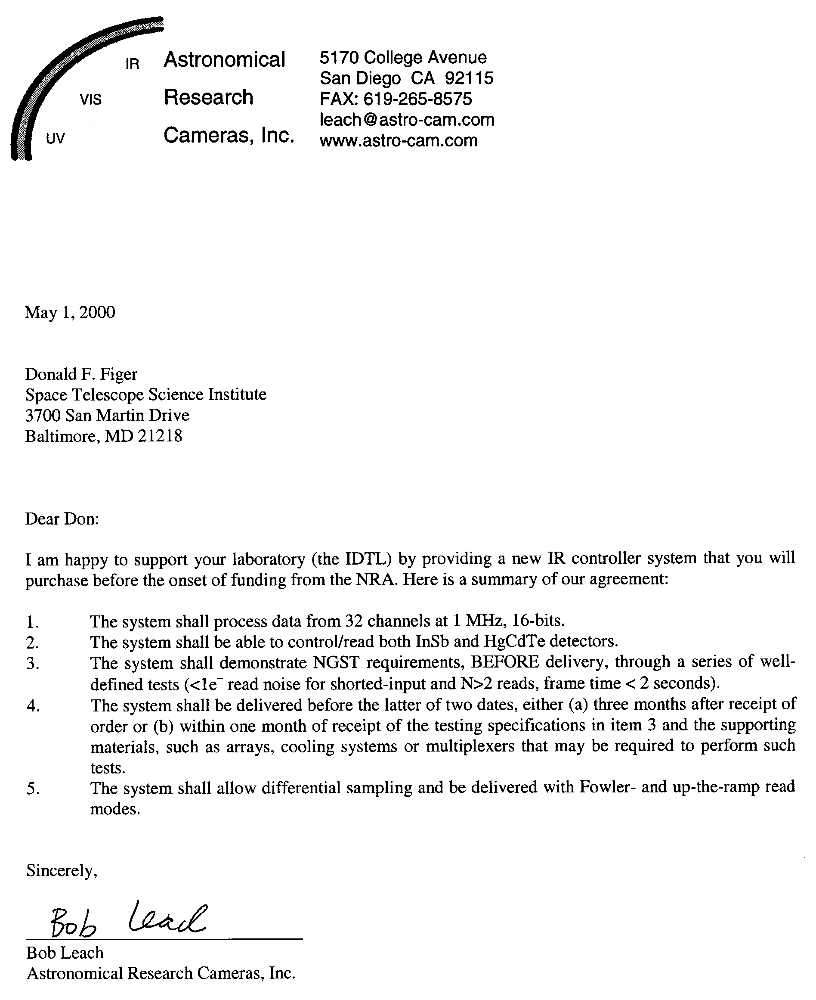 IR Astronomical
VIS Research
UV Cameras, Inc.
5170 College Avenue
San Diego CA 92115
FAX: 619-265-8575
leach@astro-cam.com
www.astro-cam.com
May 1, 2000
Donald F. Figer
Space Telescope Science Institute
3700 San Martin Drive
Baltimore, MD 21218
Dear Don:
I am happy to support your laboratory (the IDTL) by providing a new IR controller system that you will
purchase before the onset of funding from the NRA. Here is a summary of our agreement:
1. The system shall process data from 32 channels at 1 MHz, 16-bits.
2. The system shall be able to control/read both InSb and HgCdTe detectors.
3. The system shall demonstrate NGST requirements, BEFORE delivery, through a series of well-
defined tests (<1e⁻ read noise for shorted-input and N>2 reads, frame time < 2 seconds).
4. The system shall be delivered before the latter of two dates, either (a) three months after receipt of
order or (b) within one month of receipt of the testing specifications in item 3 and the supporting
materials, such as arrays, cooling systems or multiplexers that may be required to perform such
tests.
5. The system shall allow differential sampling and be delivered with Fowler- and up-the-ramp read
modes.
Sincerely,
Bob Leach
Bob Leach
Astronomical Research Cameras, Inc.